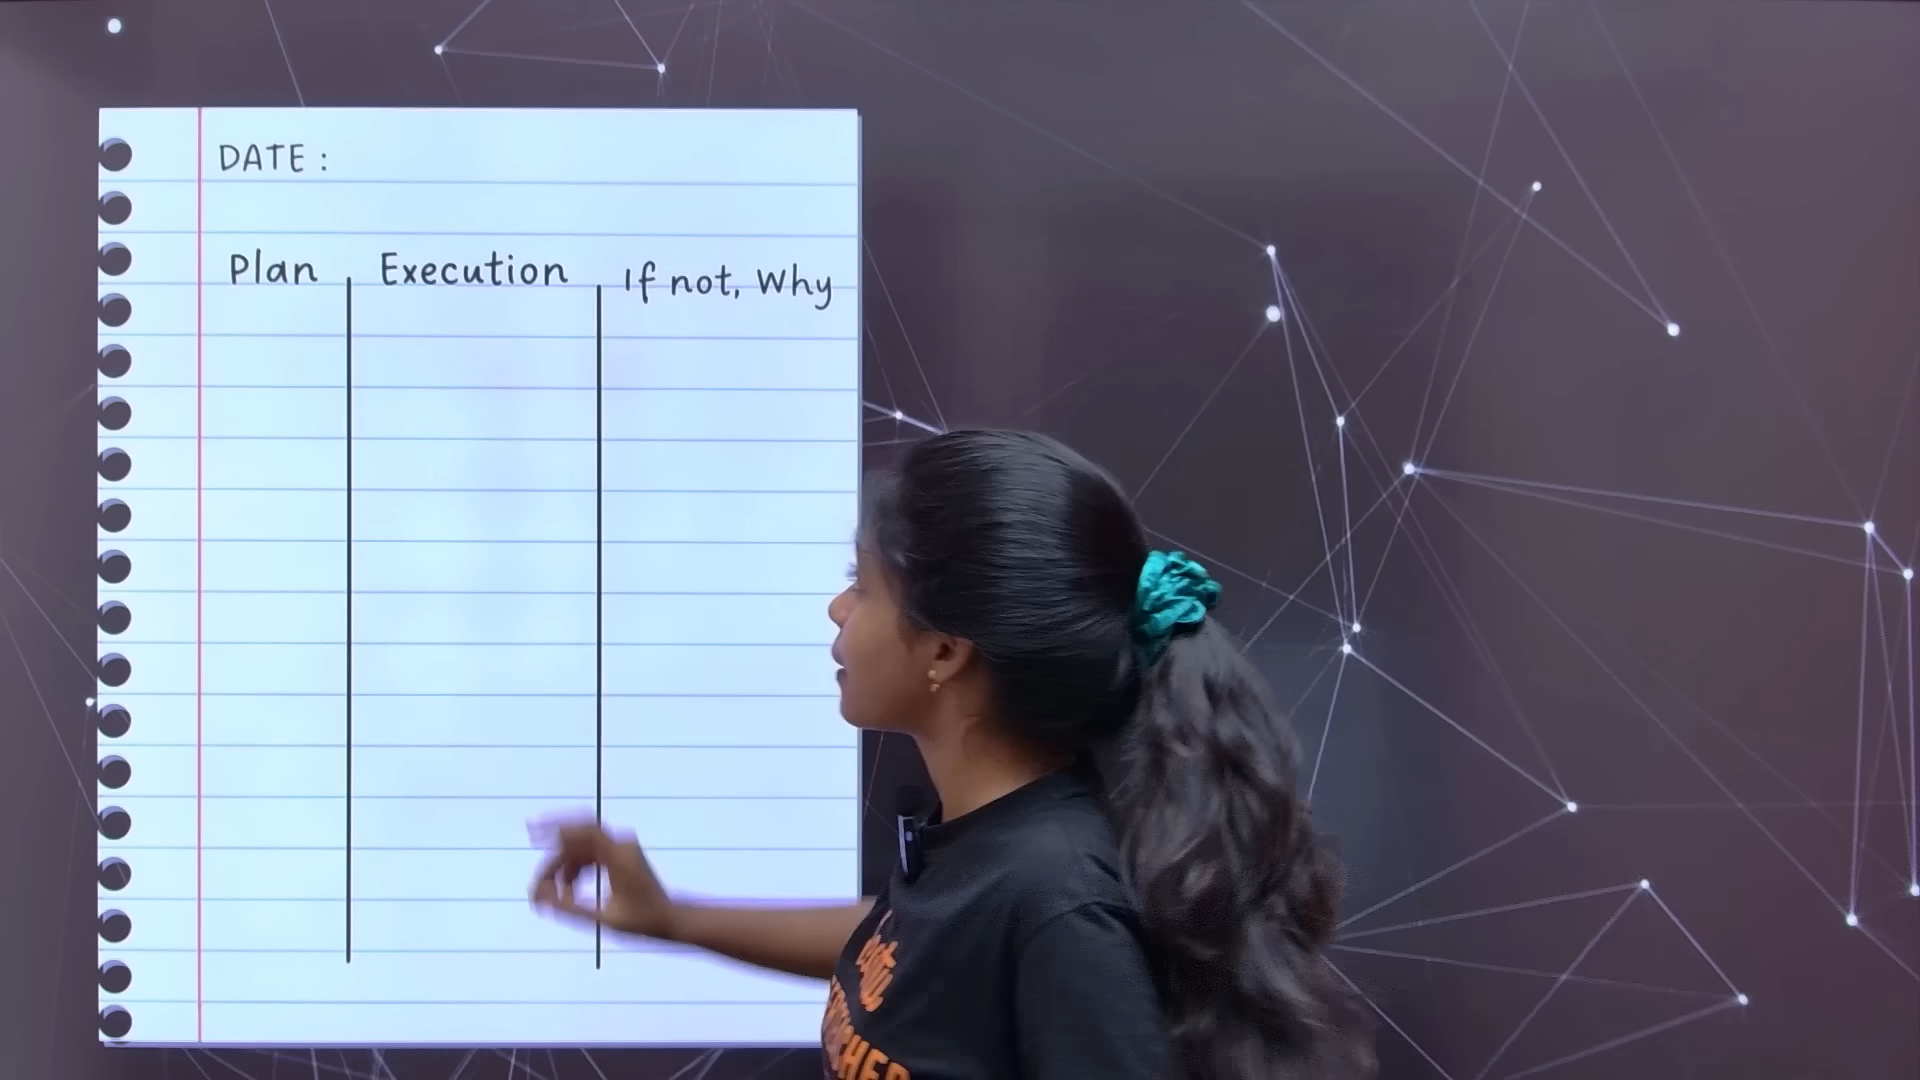 DATE :
Plan Execution If not, Why